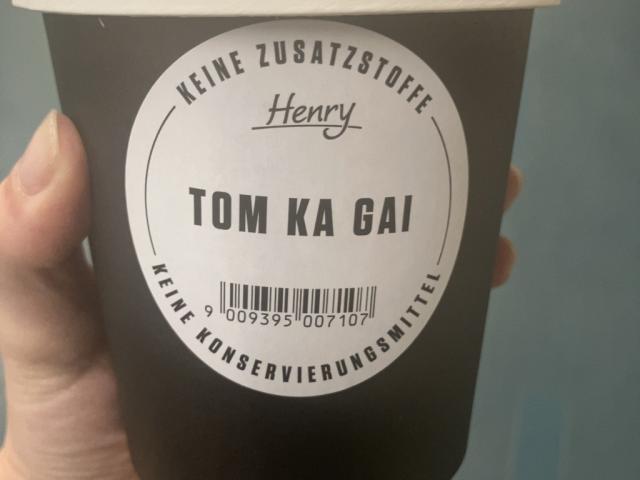 KEINE ZUSATZSTOFFE
Henry
TOM KA GAI
9 009395 007107
KEINE KONSERVIERUNGSMITTEL